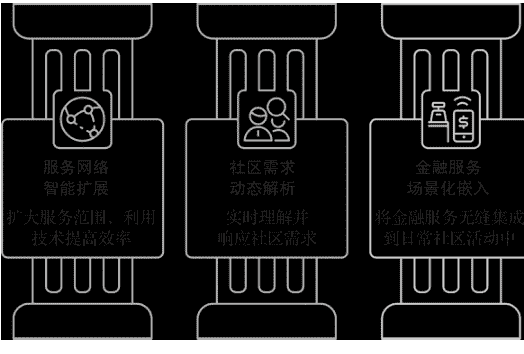 服务网络
智能扩展
扩大服务范围，利用
技术提高效率
社区需求
动态解析
实时理解并
响应社区需求
金融服务
场景化嵌入
将金融服务无缝集成
到日常社区活动中